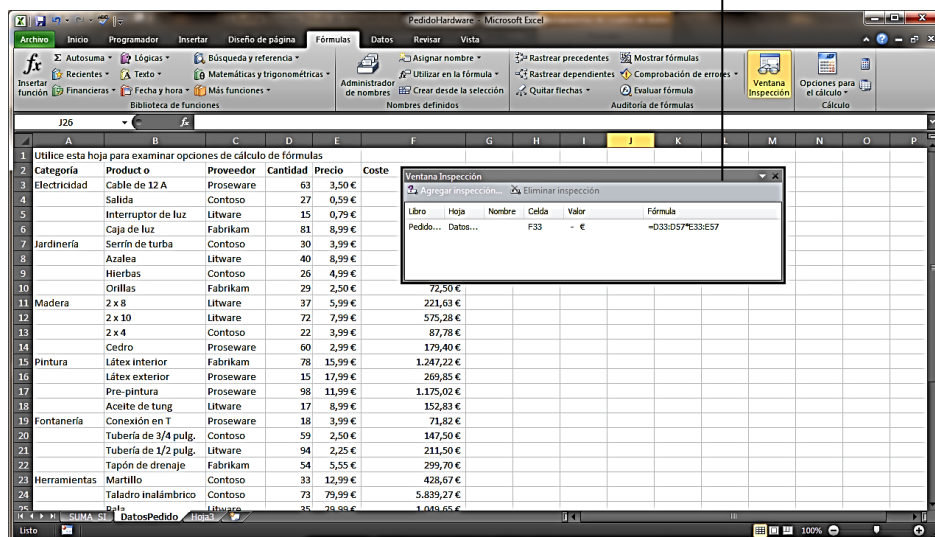 PedidoHardware - Microsoft Excel
Archivo Inicio Programador Insertar Diseño de página Fórmulas Datos Revisar Vista
fx Σ Autosuma Lógicas Búsqueda y referencia Asignar nombre Rastrear precedentes Mostrar fórmulas
Insertar función Recientes Texto Matemáticas y trigonométricas Administrador de nombres Utilizar en la fórmula Rastrear dependientes Comprobación de errores Ventana Inspección Opciones para el cálculo
Financieras Fecha y hora Más funciones Crear desde la selección Quitar flechas Evaluar fórmula
Biblioteca de funciones Nombres definidos Auditoría de fórmulas Cálculo
J26 fx
A B C D E F G H I J K L M N O P
1 Utilice esta hoja para examinar opciones de cálculo de fórmulas
2 Categoría Product o Proveedor Cantidad Precio Coste
Ventana Inspección
3 Electricidad Cable de 12 A Proseware 63 3,50 €
Agregar inspección... Eliminar inspección
4 Salida Contoso 27 0,59 €
Libro Hoja Nombre Celda Valor Fórmula
5 Interruptor de luz Litware 15 0,79 €
Pedido... Datos... F33 - € =D33:D57*E33:E57
6 Caja de luz Fabrikam 81 8,99 €
7 Jardinería Serrín de turba Contoso 30 3,99 €
8 Azalea Litware 40 8,99 €
9 Hierbas Contoso 26 4,99 €
10 Orillas Fabrikam 29 2,50 € 72,50 €
11 Madera 2 x 8 Litware 37 5,99 € 221,63 €
12 2 x 10 Litware 72 7,99 € 575,28 €
13 2 x 4 Contoso 22 3,99 € 87,78 €
14 Cedro Proseware 60 2,99 € 179,40 €
15 Pintura Látex interior Fabrikam 78 15,99 € 1.247,22 €
16 Látex exterior Proseware 15 17,99 € 269,85 €
17 Pre-pintura Proseware 98 11,99 € 1.175,02 €
18 Aceite de tung Litware 17 8,99 € 152,83 €
19 Fontanería Conexión en T Proseware 18 3,99 € 71,82 €
20 Tubería de 3/4 pulg. Contoso 59 2,50 € 147,50 €
21 Tubería de 1/2 pulg. Litware 94 2,25 € 211,50 €
22 Tapón de drenaje Fabrikam 54 5,55 € 299,70 €
23 Herramientas Martillo Contoso 33 12,99 € 428,67 €
24 Taladro inalámbrico Contoso 73 79,99 € 5.839,27 €
25 Pala Litware 35 29,99 € 1.049,65 €
SUMA_SI DatosPedido Hoja3
Listo 100%